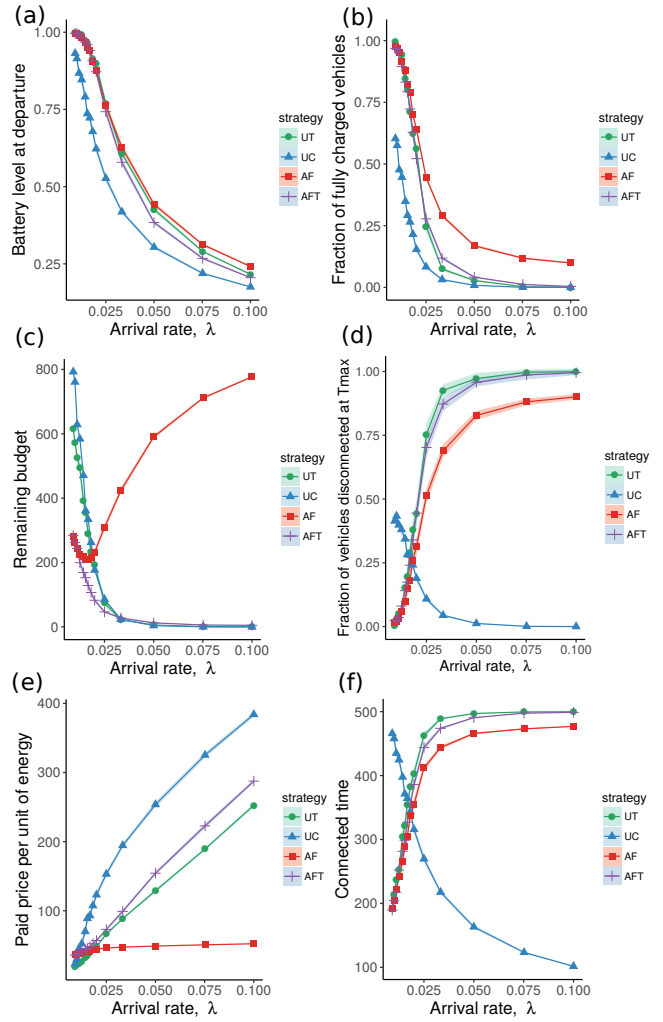 (a)
Battery level at departure
1.00
0.75
0.50
0.25
0.025 0.050 0.075 0.100
Arrival rate, λ
strategy
UT
UC
AF
AFT
(b)
Fraction of fully charged vehicles
1.00
0.75
0.50
0.25
0.00
0.025 0.050 0.075 0.100
Arrival rate, λ
strategy
UT
UC
AF
AFT
(c)
Remaining budget
800
600
400
200
0
0.025 0.050 0.075 0.100
Arrival rate, λ
strategy
UT
UC
AF
AFT
(d)
Fraction of vehicles disconnected at Tmax
1.00
0.75
0.50
0.25
0.00
0.025 0.050 0.075 0.100
Arrival rate, λ
strategy
UT
UC
AF
AFT
(e)
Paid price per unit of energy
400
300
200
100
0.025 0.050 0.075 0.100
Arrival rate, λ
strategy
UT
UC
AF
AFT
(f)
Connected time
500
400
300
200
100
0.025 0.050 0.075 0.100
Arrival rate, λ
strategy
UT
UC
AF
AFT